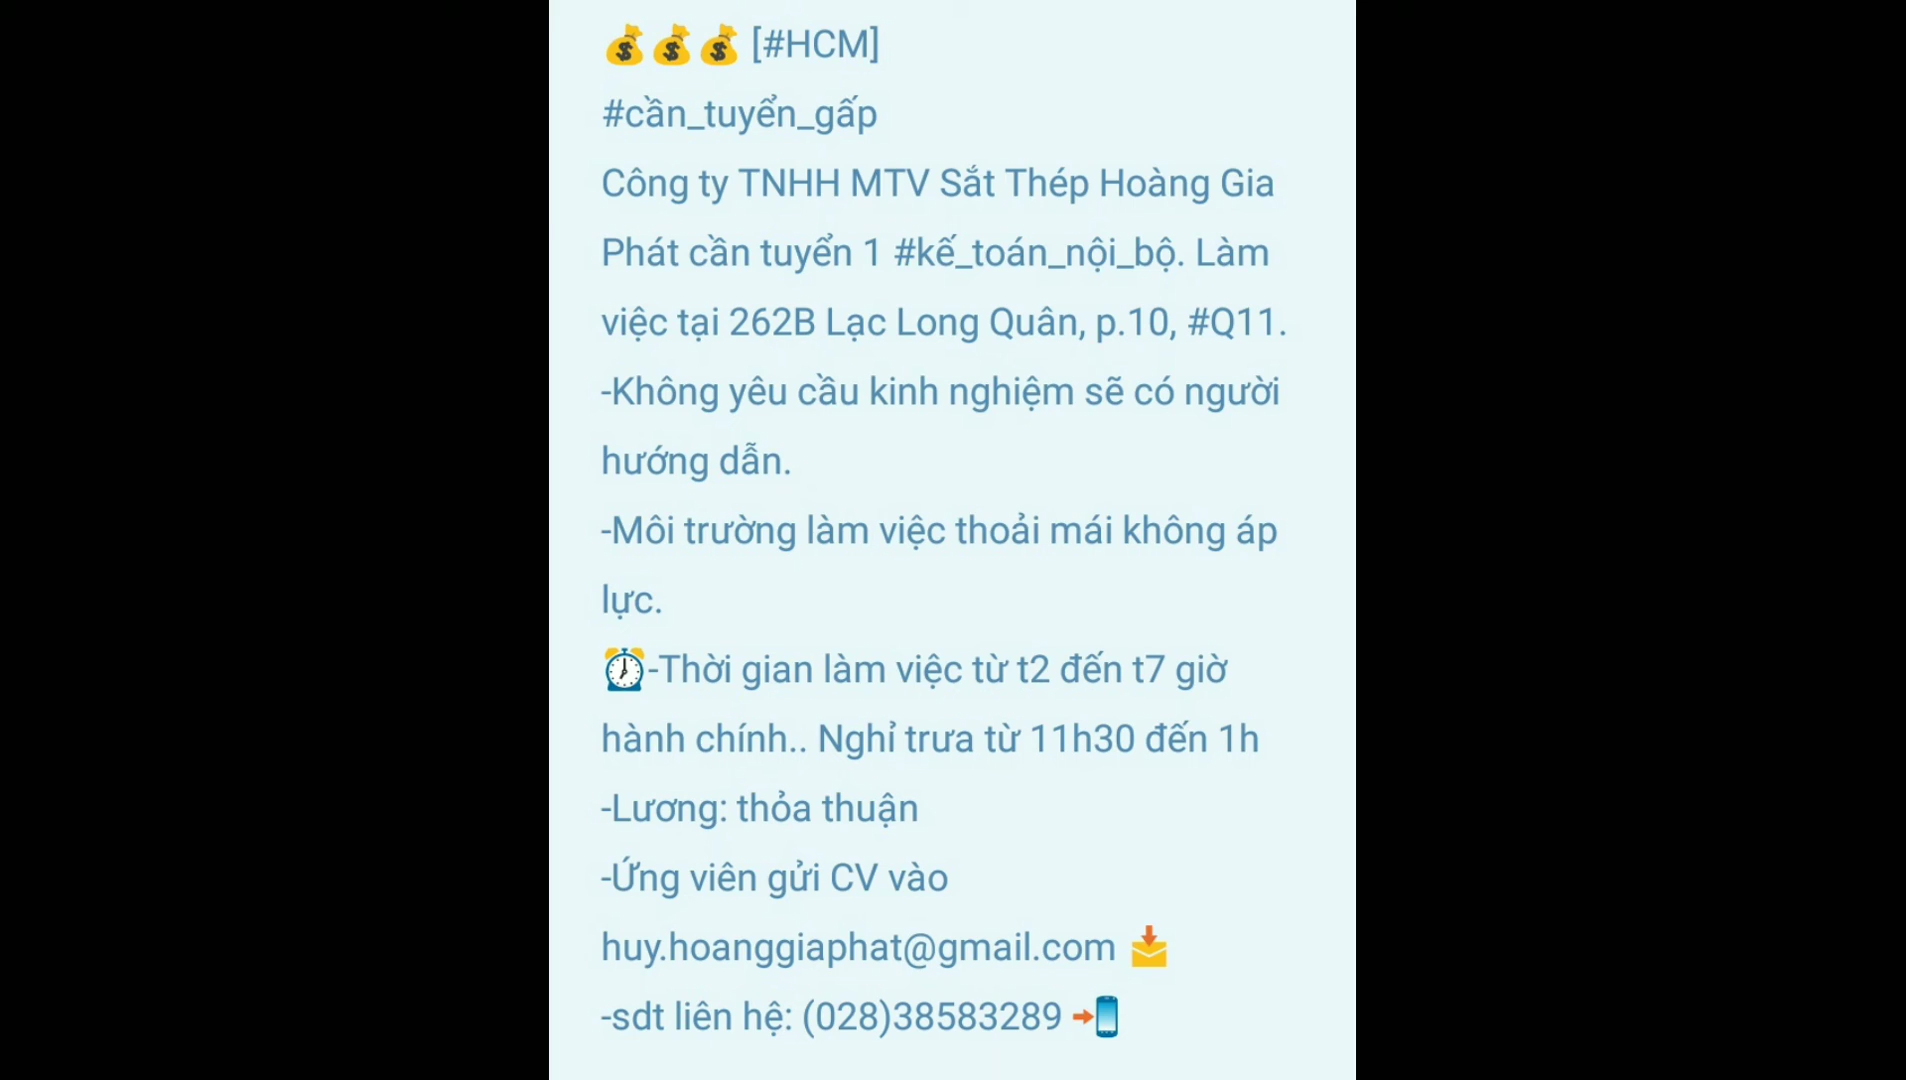 💰💰💰 [#HCM]
#cần_tuyển_gấp
Công ty TNHH MTV Sắt Thép Hoàng Gia
Phát cần tuyển 1 #kế_toán_nội_bộ. Làm
việc tại 262B Lạc Long Quân, p.10, #Q11.
-Không yêu cầu kinh nghiệm sẽ có người
hướng dẫn.
-Môi trường làm việc thoải mái không áp
lực.
⏰-Thời gian làm việc từ t2 đến t7 giờ
hành chính.. Nghỉ trưa từ 11h30 đến 1h
-Lương: thỏa thuận
-Ứng viên gửi CV vào
huy.hoanggiaphat@gmail.com 📩
-sdt liên hệ: (028)38583289 📲